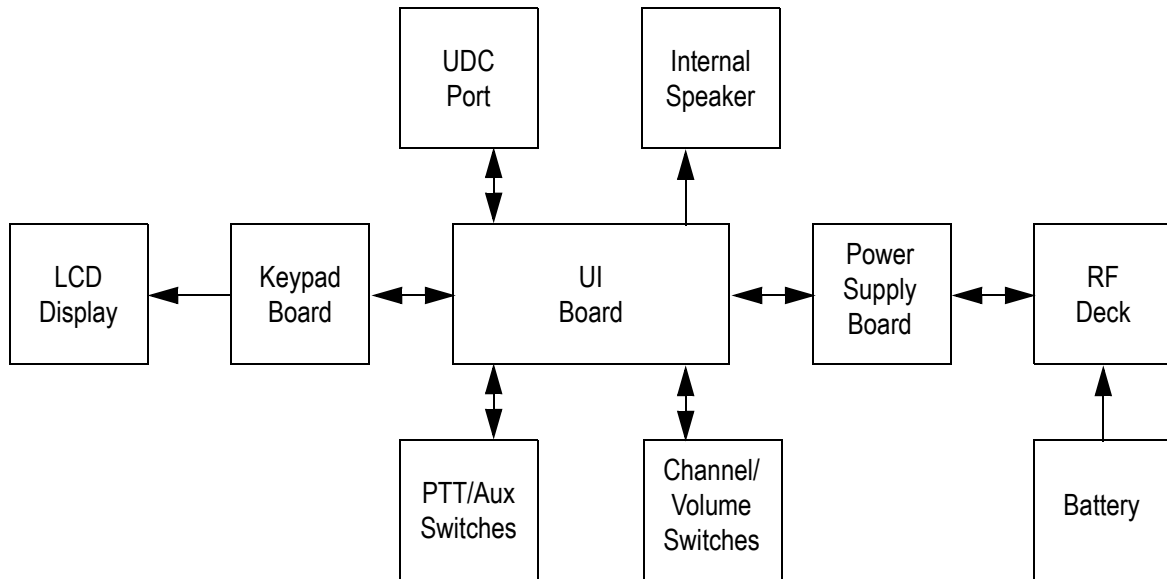 UDC
Port
Internal
Speaker
LCD
Display
Keypad
Board
UI
Board
Power
Supply
Board
RF
Deck
PTT/Aux
Switches
Channel/
Volume
Switches
Battery